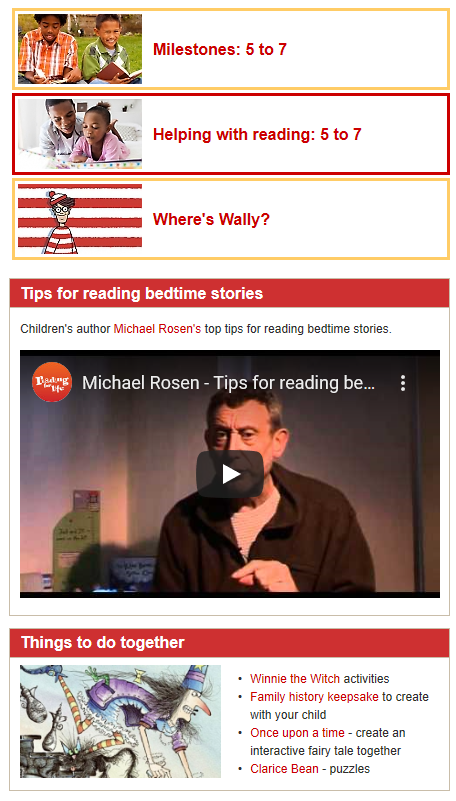 Milestones: 5 to 7
Helping with reading: 5 to 7
Where's Wally?
Tips for reading bedtime stories
Children's author Michael Rosen's top tips for reading bedtime stories.
Reading
for
life
Michael Rosen - Tips for reading be...
Things to do together
• Winnie the Witch activities
• Family history keepsake to create
with your child
• Once upon a time - create an
interactive fairy tale together
• Clarice Bean - puzzles